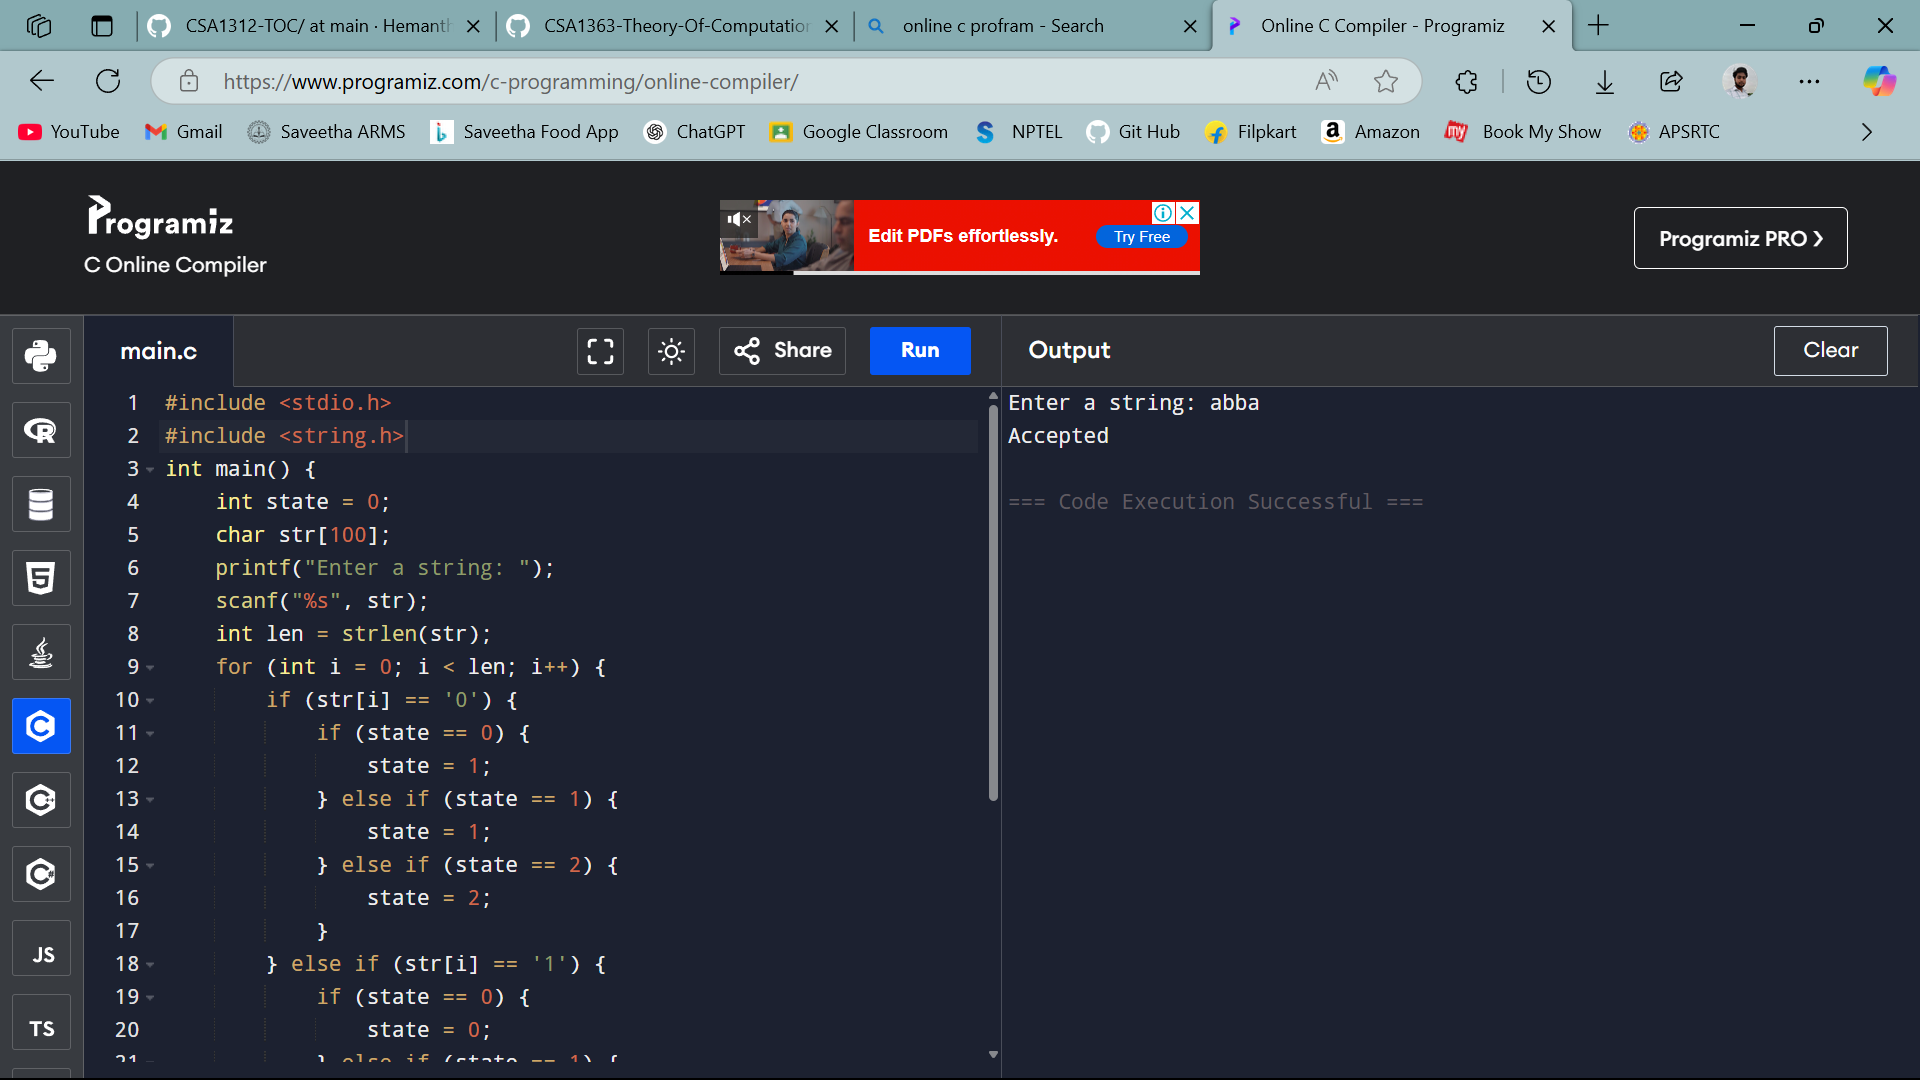 CSA1312-TOC/ at main · Hemanth
CSA1363-Theory-Of-Computation
online c profram - Search
Online C Compiler - Programiz
https://www.programiz.com/c-programming/online-compiler/
YouTube
Gmail
Saveetha ARMS
Saveetha Food App
ChatGPT
Google Classroom
NPTEL
Git Hub
Filpkart
Amazon
Book My Show
APSRTC
Programiz
C Online Compiler
Edit PDFs effortlessly.
Try Free
Programiz PRO ❯
main.c
Share
Run
Output
Clear
1 #include <stdio.h>
2 #include <string.h>
3 int main() {
4     int state = 0;
5     char str[100];
6     printf("Enter a string: ");
7     scanf("%s", str);
8     int len = strlen(str);
9     for (int i = 0; i < len; i++) {
10         if (str[i] == '0') {
11             if (state == 0) {
12                 state = 1;
13             } else if (state == 1) {
14                 state = 1;
15             } else if (state == 2) {
16                 state = 2;
17             }
18         } else if (str[i] == '1') {
19             if (state == 0) {
20                 state = 0;
21             } else if (state == 1) {
Enter a string: abba
Accepted
=== Code Execution Successful ===
JS
TS